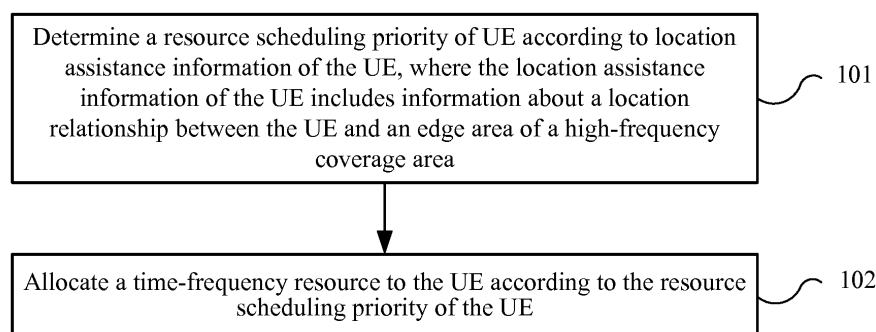 Determine a resource scheduling priority of UE according to location
assistance information of the UE, where the location assistance
information of the UE includes information about a location
relationship between the UE and an edge area of a high-frequency
coverage area
101
Allocate a time-frequency resource to the UE according to the resource
scheduling priority of the UE
102